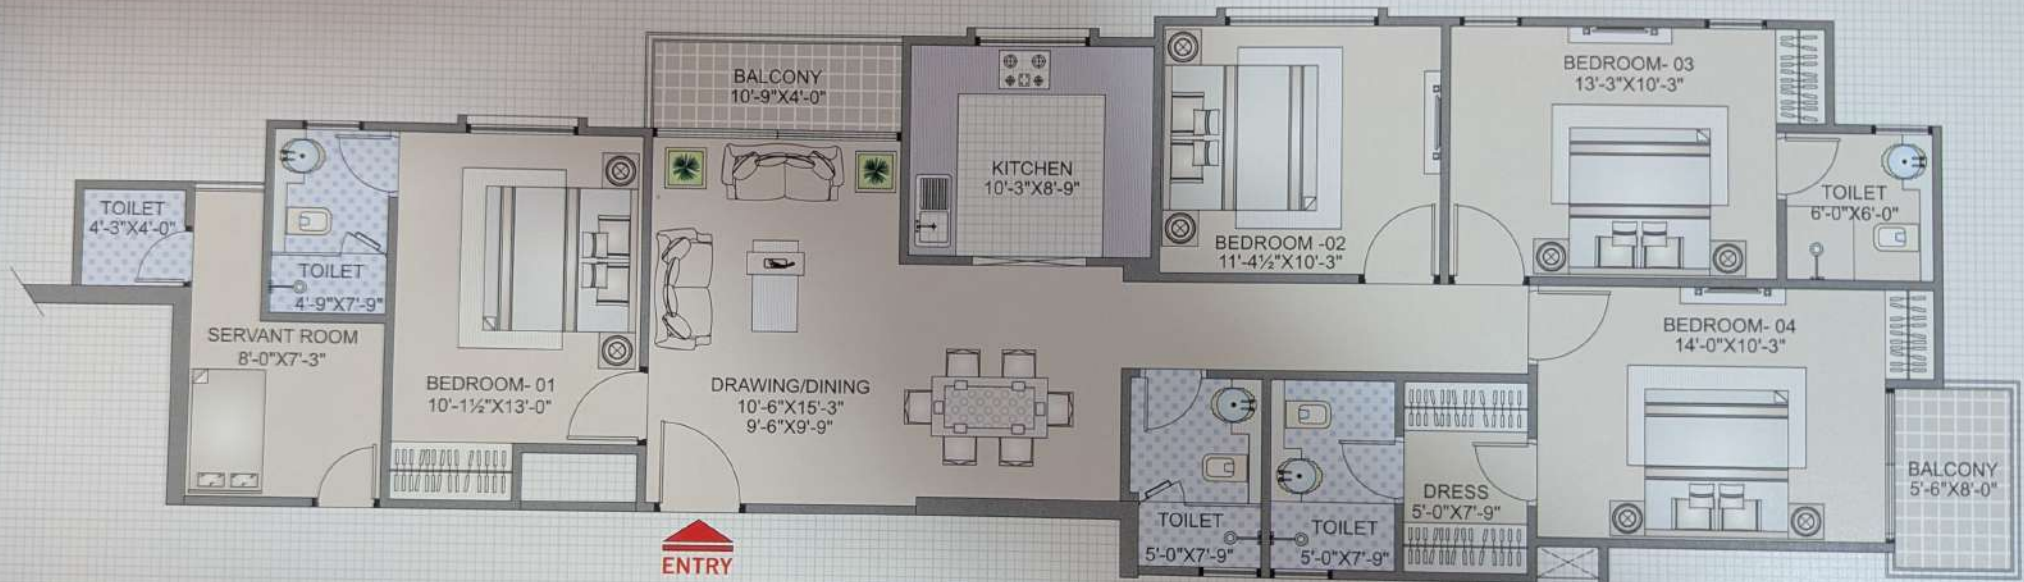 BALCONY
10'-9"X4'-0"
KITCHEN
10'-3"X8'-9"
BEDROOM -02
11'-4½"X10'-3"
BEDROOM- 03
13'-3"X10'-3"
TOILET
6'-0"X6'-0"
TOILET
4'-3"X4'-0"
TOILET
4'-9"X7'-9"
SERVANT ROOM
8'-0"X7'-3"
BEDROOM- 01
10'-1½"X13'-0"
DRAWING/DINING
10'-6"X15'-3"
9'-6"X9'-9"
BEDROOM- 04
14'-0"X10'-3"
TOILET
5'-0"X7'-9"
TOILET
5'-0"X7'-9"
DRESS
5'-0"X7'-9"
BALCONY
5'-6"X8'-0"
ENTRY